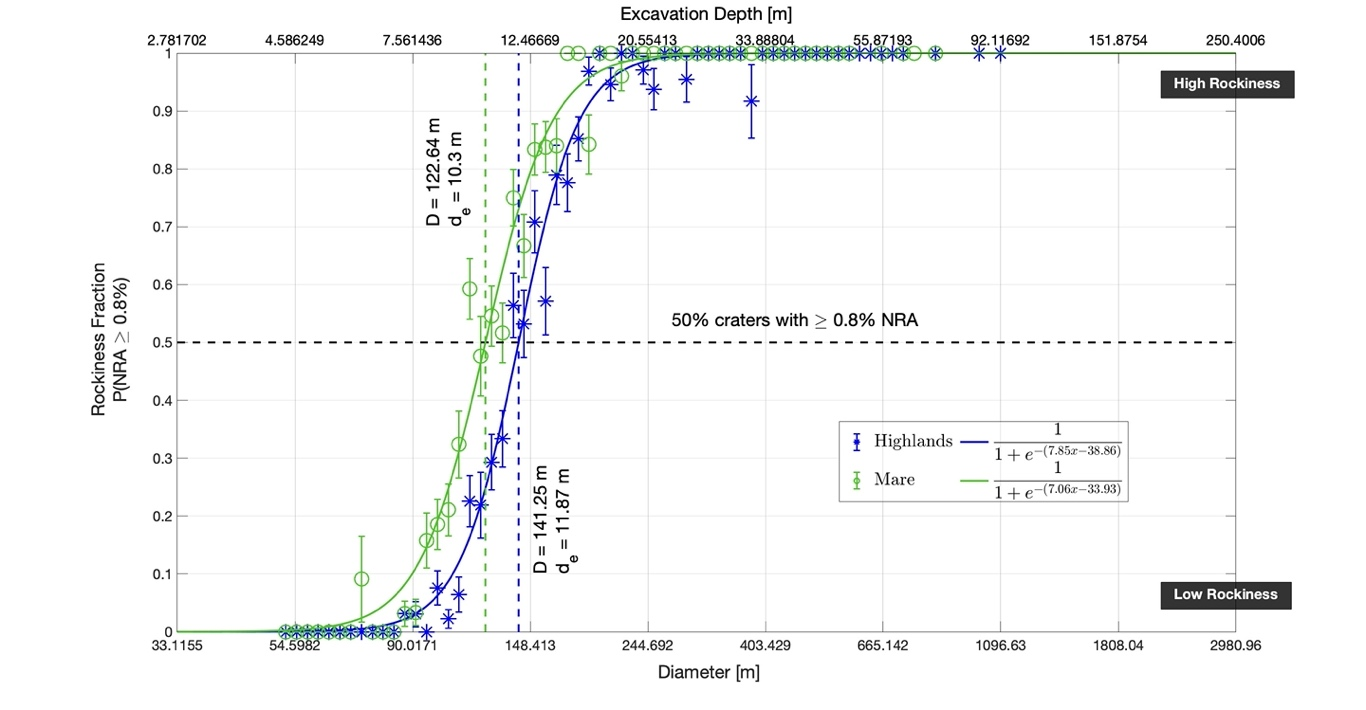 Excavation Depth [m]
2.781702 4.586249 7.561436 12.46669 20.55413 33.88804 55.87193 92.11692 151.8754 250.4006
1
High Rockiness
0.9
D = 122.64 m
d_e = 10.3 m
0.8
0.7
0.6
Rockiness Fraction
P(NRA ≥ 0.8%)
50% craters with ≥ 0.8% NRA
0.5
0.4
Highlands 1 / 1 + e^-(7.85x-38.86)
Mare 1 / 1 + e^-(7.06x-33.93)
0.3
D = 141.25 m
d_e = 11.87 m
0.2
0.1
Low Rockiness
0
33.1155 54.5982 90.0171 148.413 244.692 403.429 665.142 1096.63 1808.04 2980.96
Diameter [m]